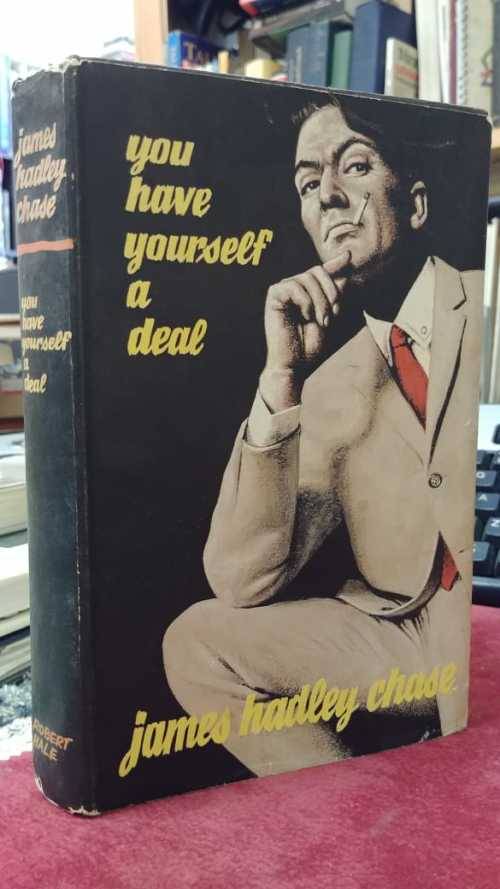 james
hadley
chase
you
have
yourself
a
deal
ROBERT
HALE
you
have
yourself
a
deal
james hadley chase